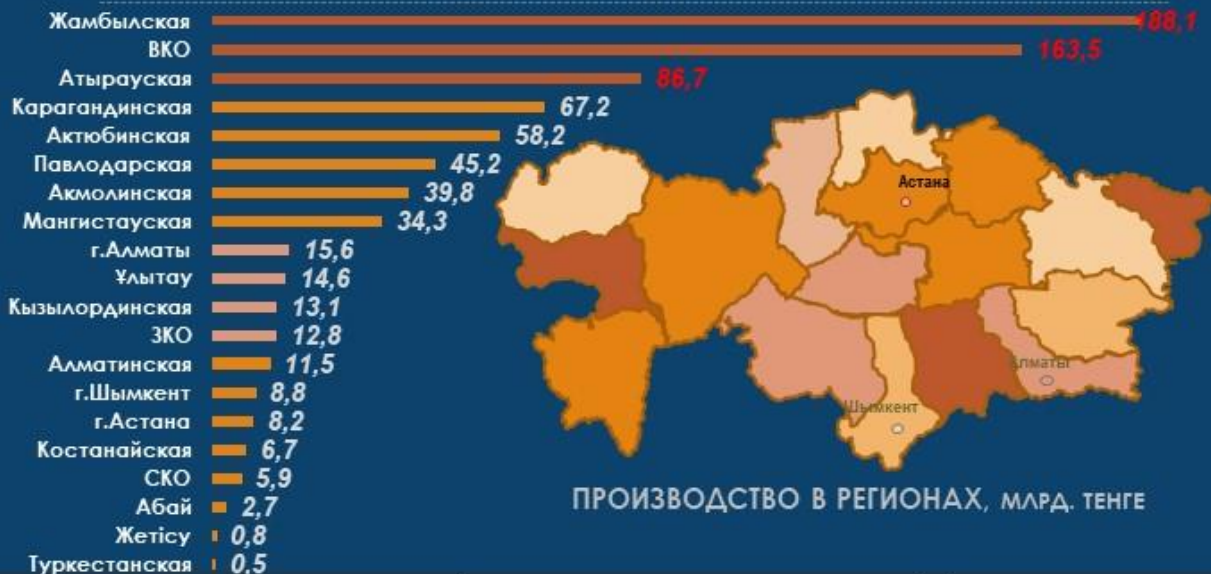 Жамбылская 188,1
ВКО 163,5
Атырауская 86,7
Карагандинская 67,2
Актюбинская 58,2
Павлодарская 45,2
Акмолинская 39,8
Мангистауская 34,3
г.Алматы 15,6
Ұлытау 14,6
Кызылординская 13,1
ЗКО 12,8
Алматинская 11,5
г.Шымкент 8,8
г.Астана 8,2
Костанайская 6,7
СКО 5,9
Абай 2,7
Жетісу 0,8
Туркестанская 0,5
Астана
Алматы
Шымкент
ПРОИЗВОДСТВО В РЕГИОНАХ, МЛРД. ТЕНГЕ